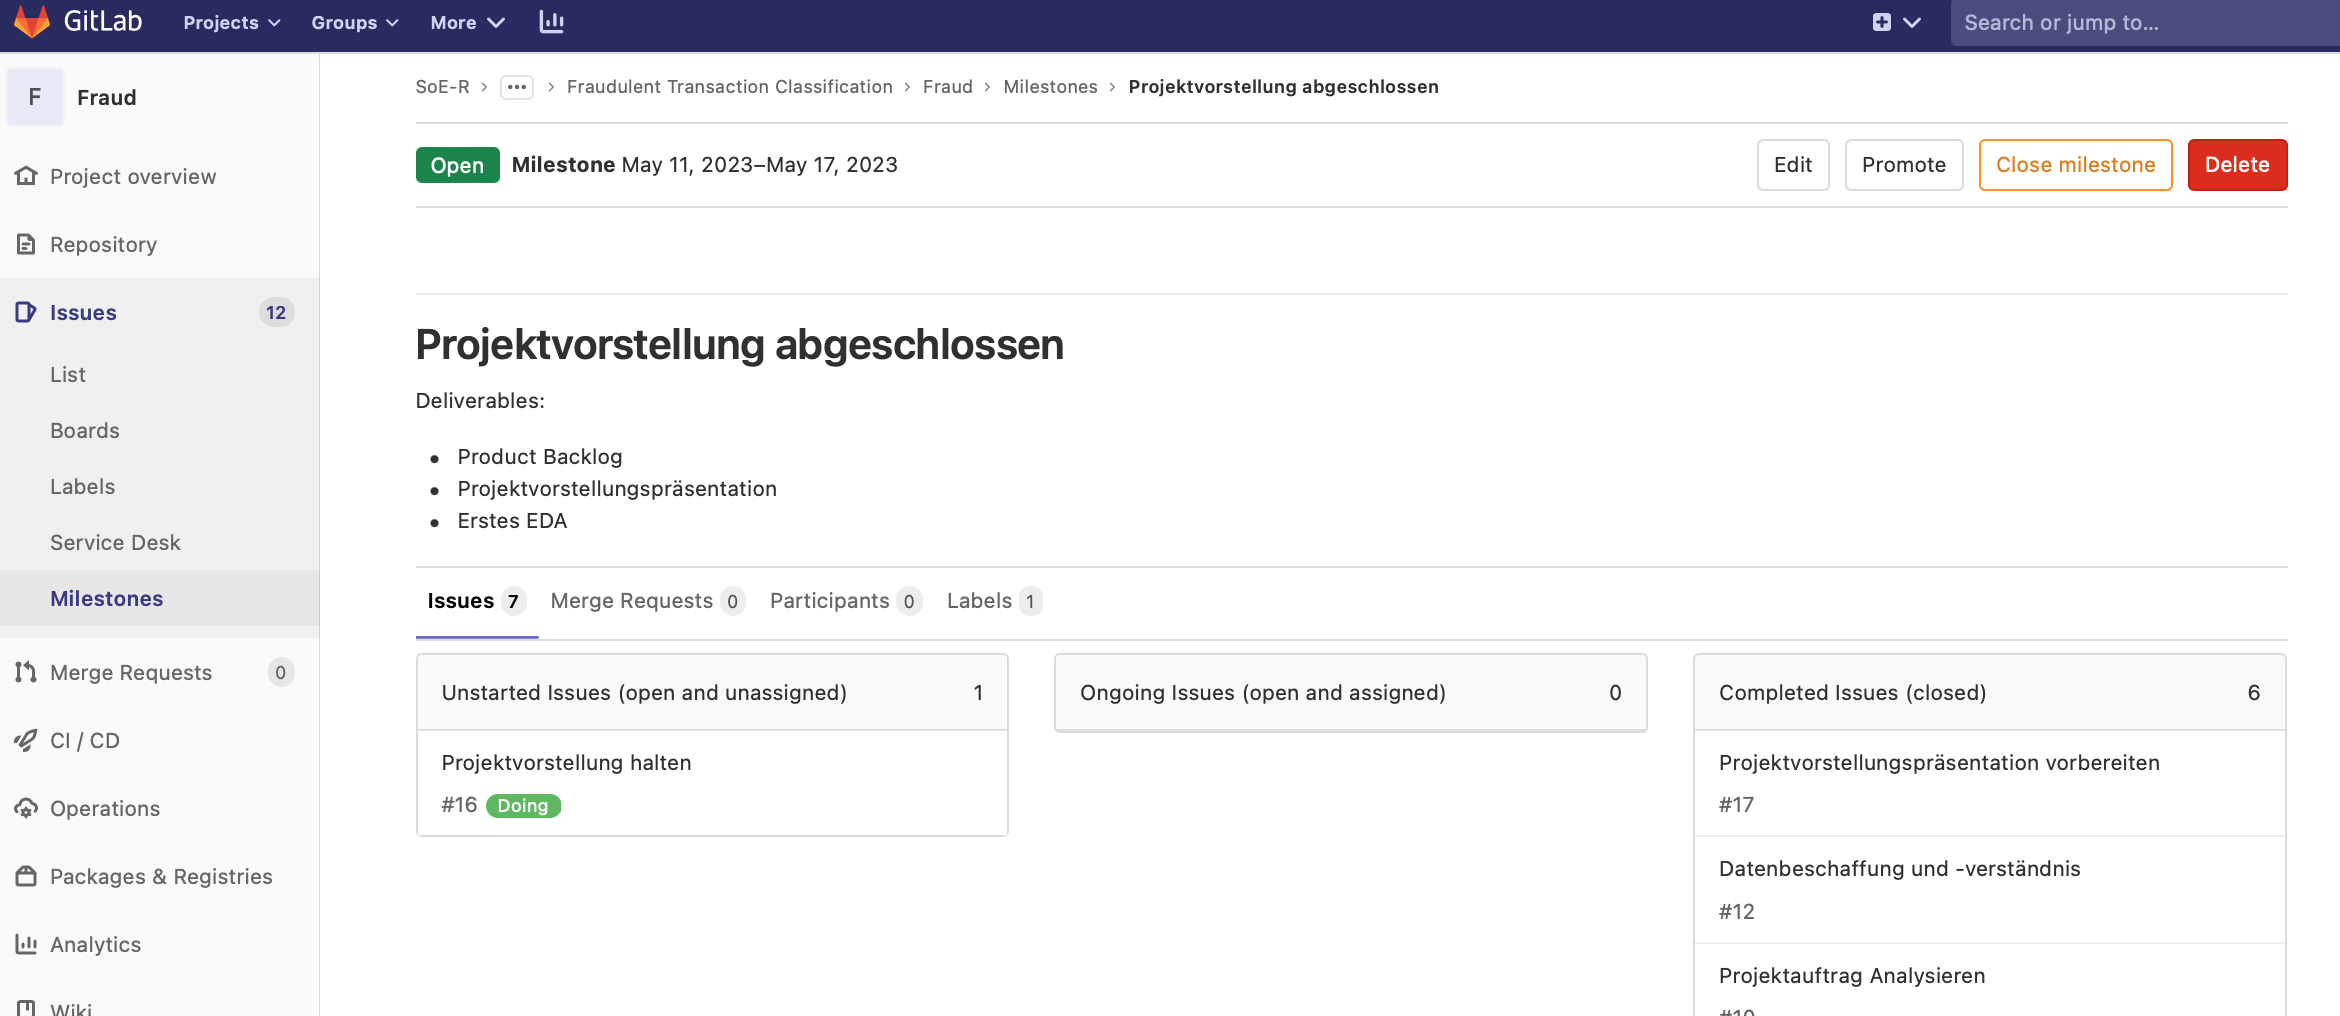 GitLab Projects Groups More Search or jump to...
F Fraud
SoE-R > ••• > Fraudulent Transaction Classification > Fraud > Milestones > Projektvorstellung abgeschlossen
Open Milestone May 11, 2023–May 17, 2023 Edit Promote Close milestone Delete
Project overview
Repository
Issues 12
List
Boards
Labels
Service Desk
Milestones
Merge Requests 0
CI / CD
Operations
Packages & Registries
Analytics
Wiki
Projektvorstellung abgeschlossen
Deliverables:
• Product Backlog
• Projektvorstellungspräsentation
• Erstes EDA
Issues 7 Merge Requests 0 Participants 0 Labels 1
Unstarted Issues (open and unassigned) 1
Projektvorstellung halten
#16 Doing
Ongoing Issues (open and assigned) 0
Completed Issues (closed) 6
Projektvorstellungspräsentation vorbereiten
#17
Datenbeschaffung und -verständnis
#12
Projektauftrag Analysieren